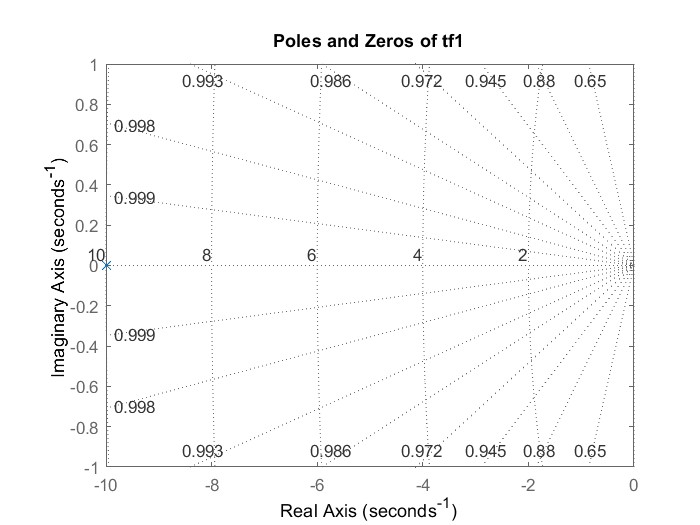 Poles and Zeros of tf1
1
0.993 0.986 0.972 0.945 0.88 0.65
0.8
0.998
0.6
0.4
0.999
0.2
10 8 6 4 2
0
-0.2
0.999
-0.4
-0.6
0.998
-0.8
0.993 0.986 0.972 0.945 0.88 0.65
-1
-10 -8 -6 -4 -2 0
Real Axis (seconds-1)
Imaginary Axis (seconds-1)